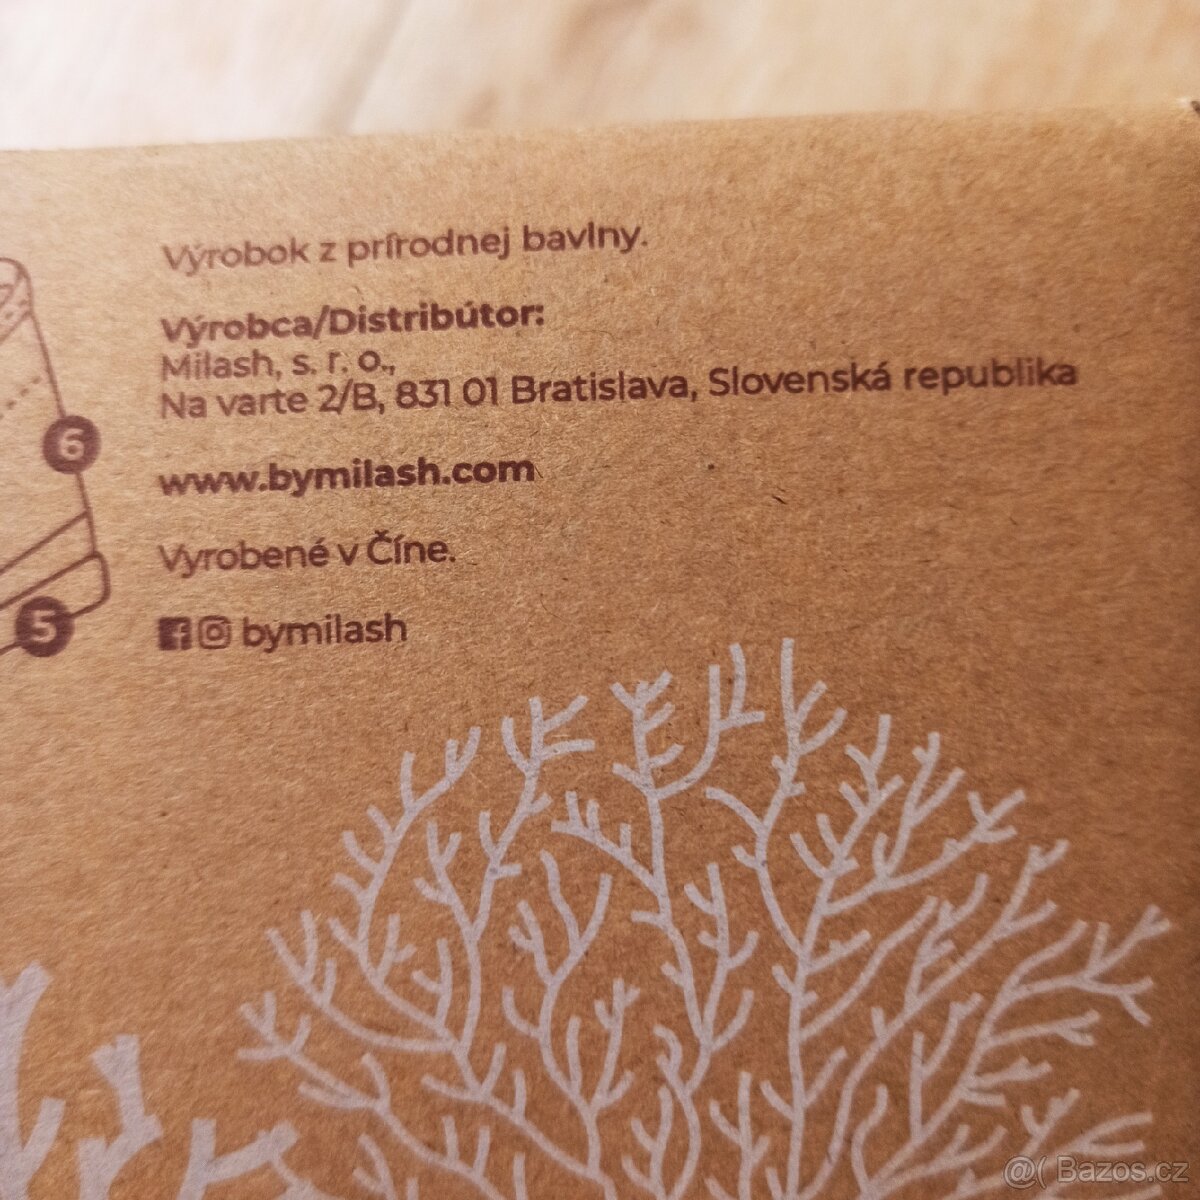 Výrobok z prírodnej bavlny.
Výrobca/Distribútor:
Milash, s. r. o.,
Na varte 2/B, 831 01 Bratislava, Slovenská republika
www.bymilash.com
Vyrobené v Číne.
bymilash
6
5
@( Bazos.cz